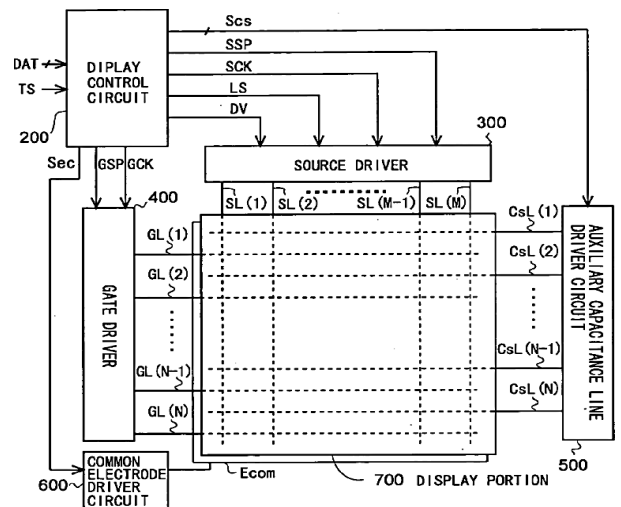 Scs
SSP
DAT
DIPLAY
CONTROL
CIRCUIT
SCK
TS
LS
DV
200
300
Sec
GSP
GCK
SOURCE DRIVER
400
SL(1)
SL(2)
SL(M-1)
SL(M)
CsL(1)
GL(1)
CsL(2)
GL(2)
GATE DRIVER
AUXILIARY CAPACITANCE LINE
DRIVER CIRCUIT
CsL(N-1)
GL(N-1)
CsL(N)
GL(N)
500
COMMON
ELECTRODE
DRIVER
CIRCUIT
600
Ecom
700 DISPLAY PORTION